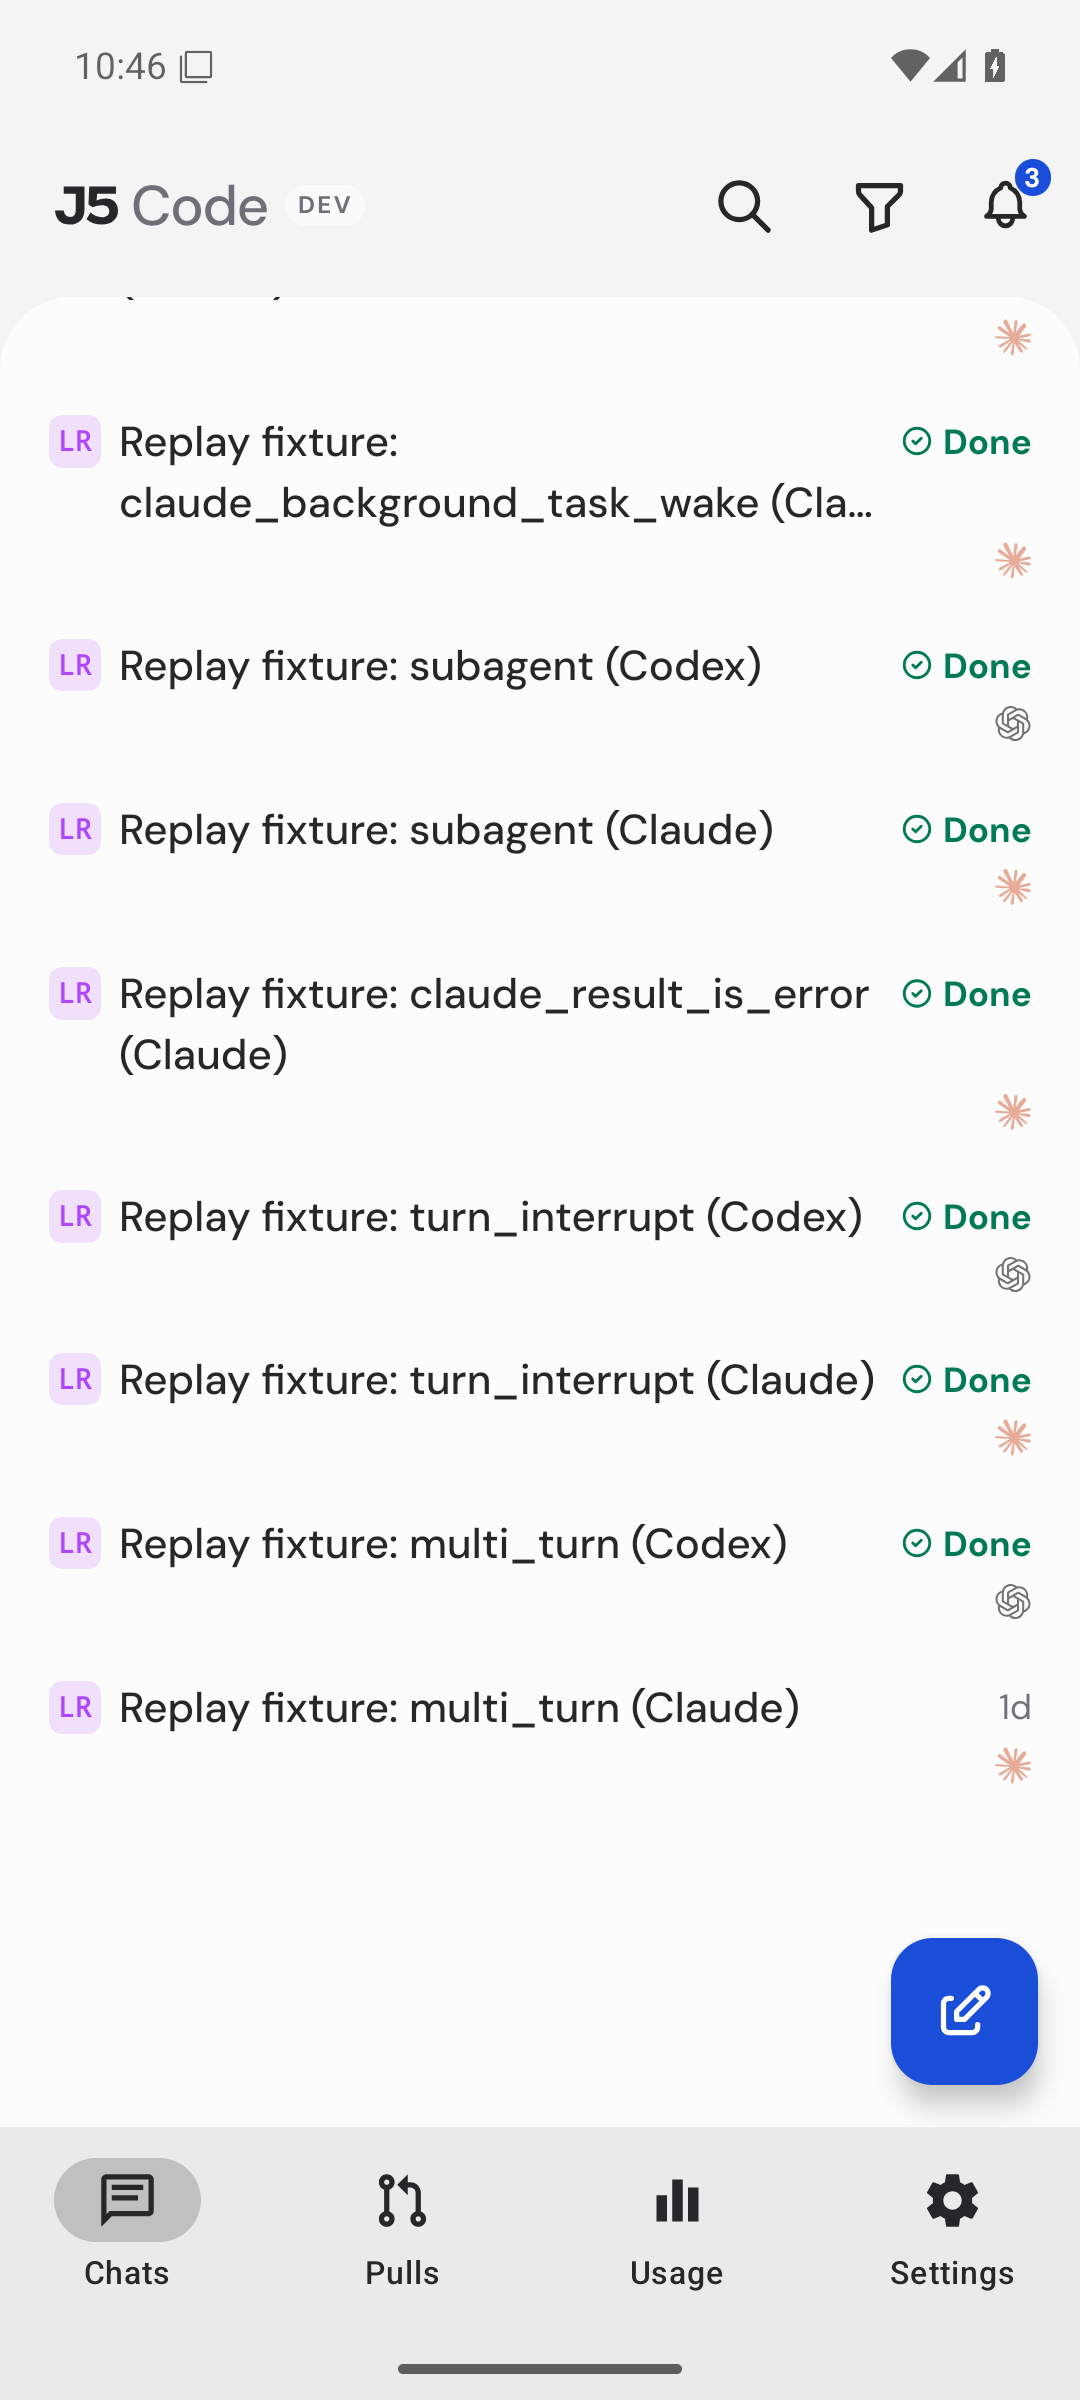 10:46
J5 Code DEV
3
LR Replay fixture: Done
claude_background_task_wake (Cla...
LR Replay fixture: subagent (Codex) Done
LR Replay fixture: subagent (Claude) Done
LR Replay fixture: claude_result_is_error Done
(Claude)
LR Replay fixture: turn_interrupt (Codex) Done
LR Replay fixture: turn_interrupt (Claude) Done
LR Replay fixture: multi_turn (Codex) Done
LR Replay fixture: multi_turn (Claude) 1d
Chats Pulls Usage Settings